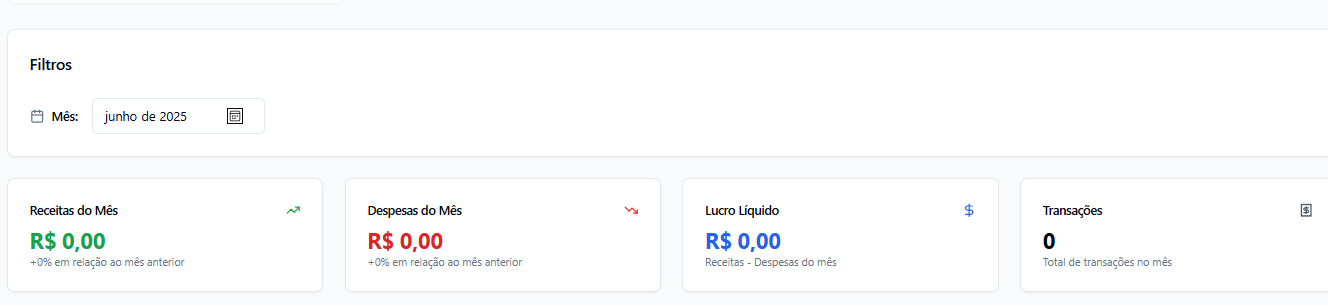 Filtros
Mês: junho de 2025
Receitas do Mês
R$ 0,00
+0% em relação ao mês anterior
Despesas do Mês
R$ 0,00
+0% em relação ao mês anterior
Lucro Líquido
R$ 0,00
Receitas - Despesas do mês
Transações
0
Total de transações no mês